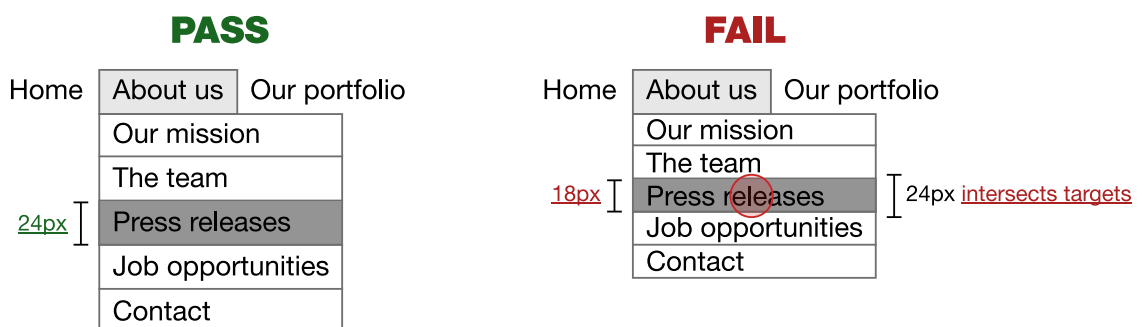 PASS
Home About us Our portfolio
Our mission
The team
Press releases
24px
Job opportunities
Contact
FAIL
Home About us Our portfolio
Our mission
The team
18px
Press releases
24px intersects targets
Job opportunities
Contact